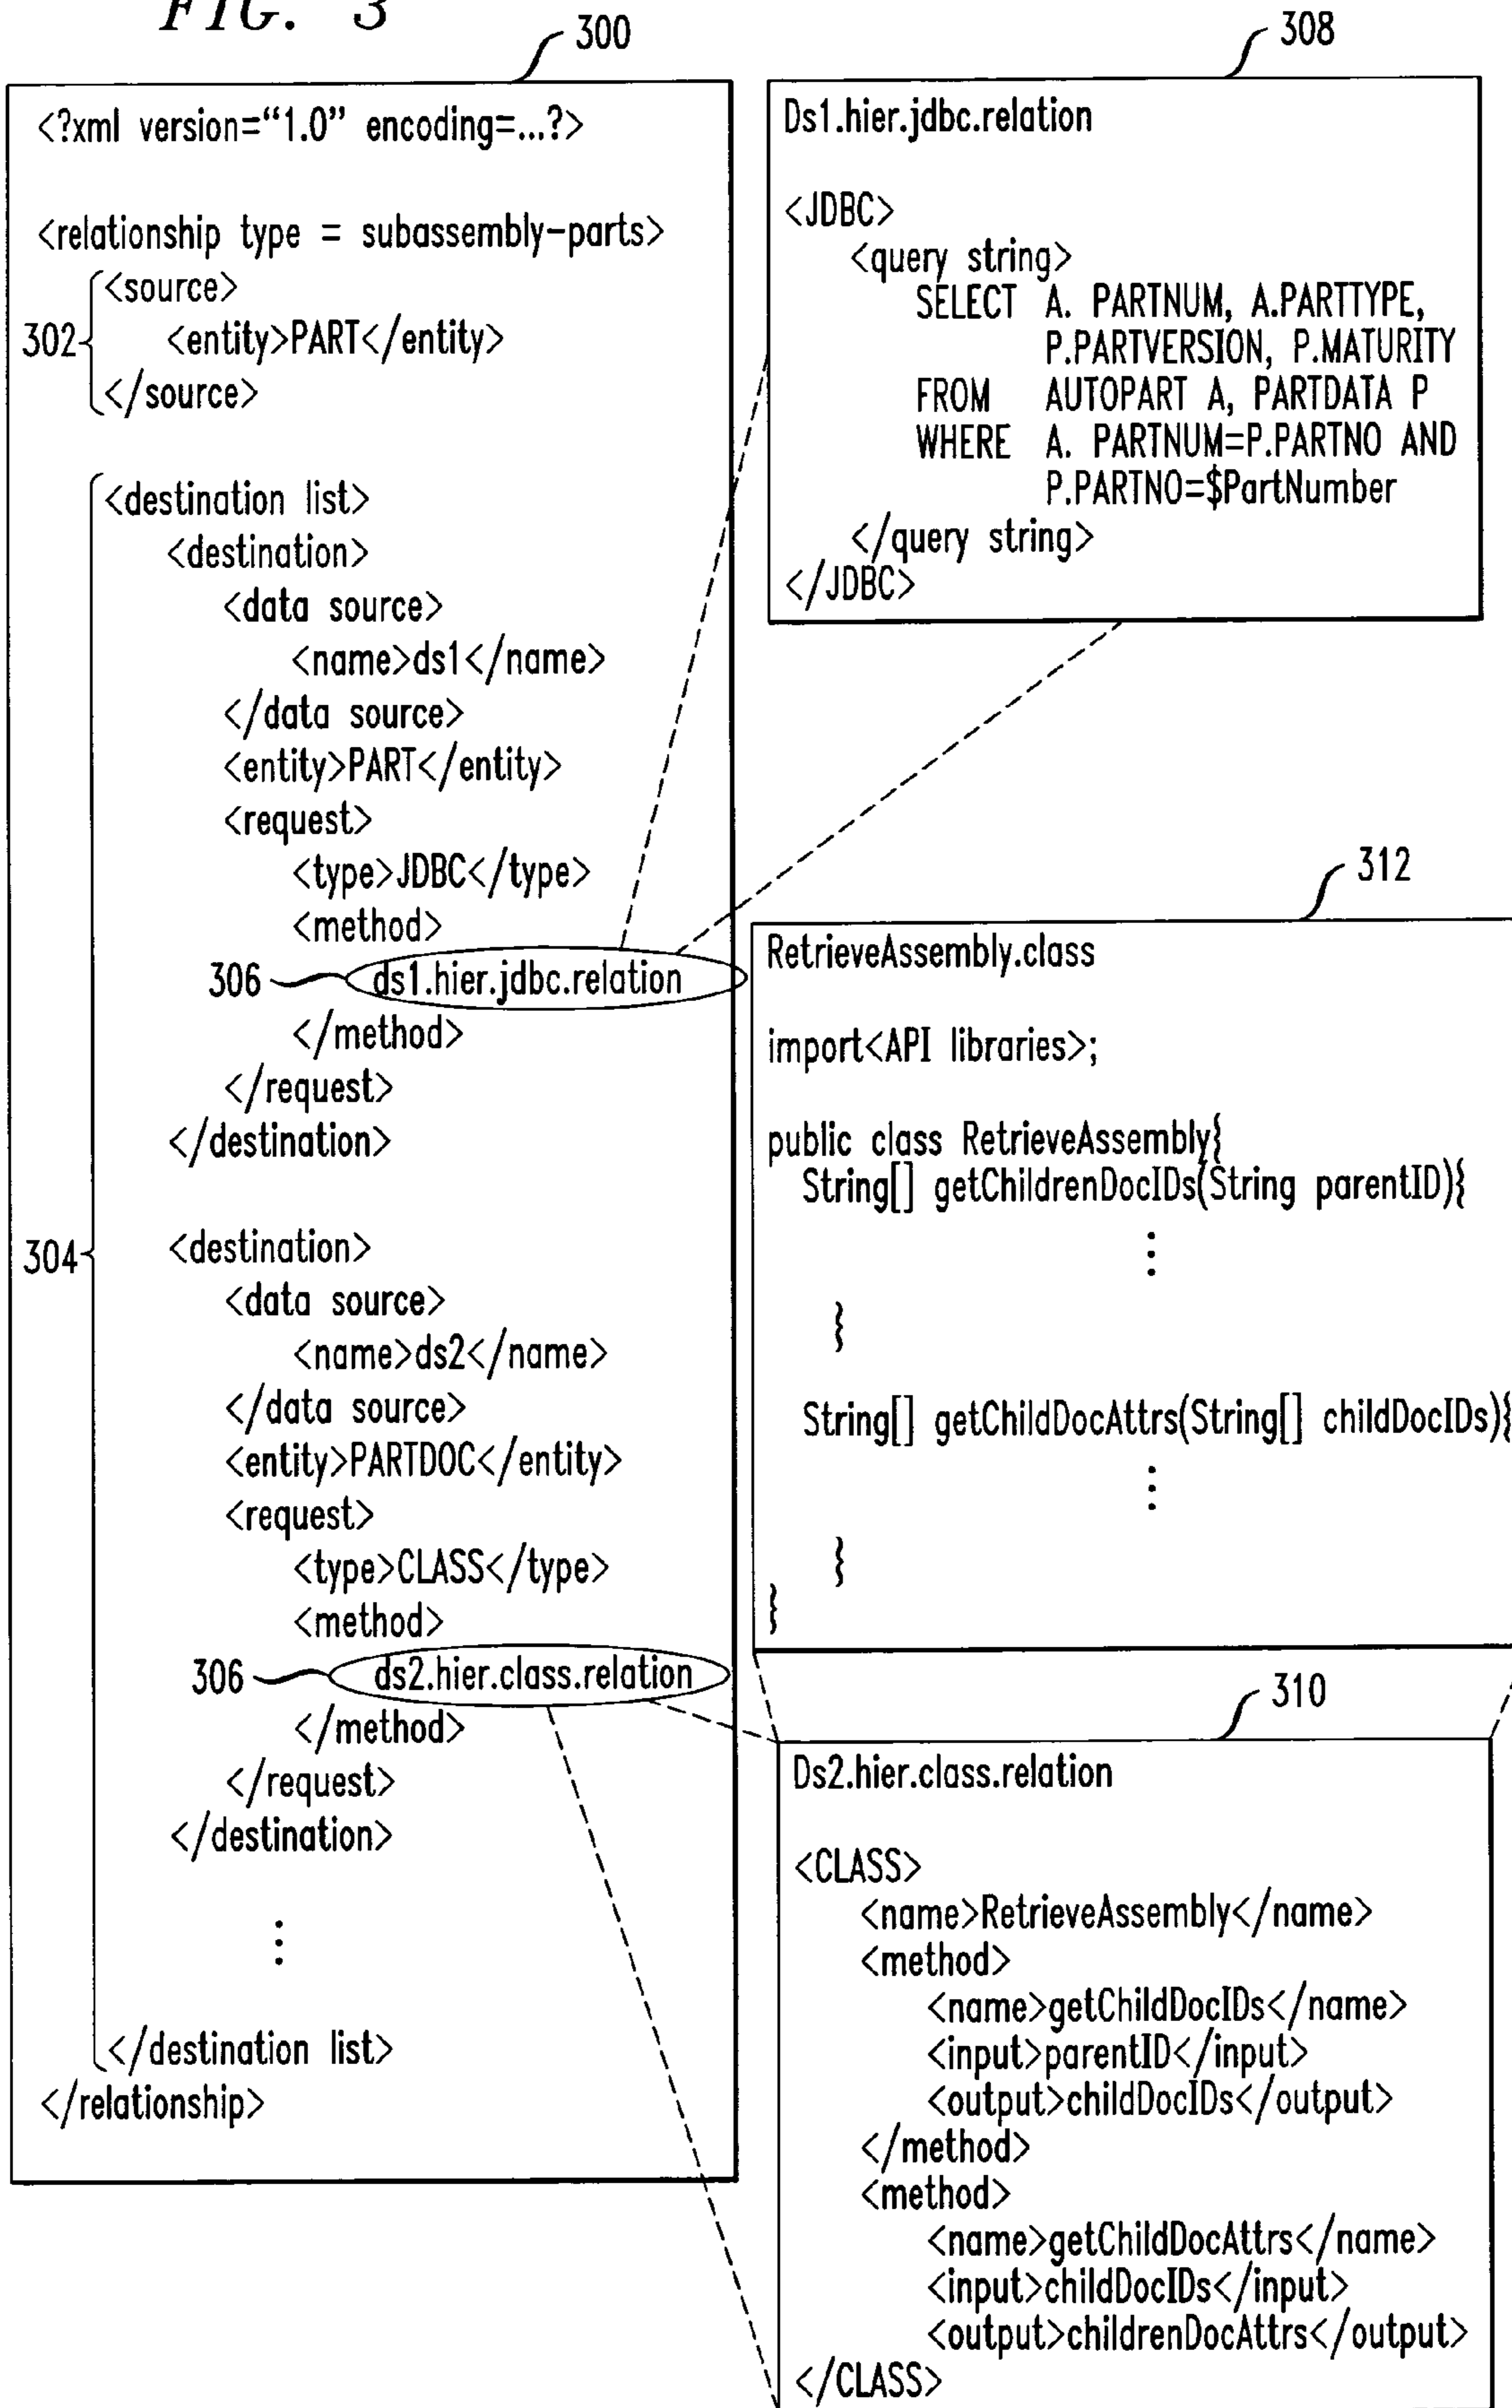 FIG. 3
300
<?xml version=“1.0” encoding=...?>
<relationship type = subassembly-parts>
302
<source>
<entity>PART</entity>
</source>
304
<destination list>
<destination>
<data source>
<name>ds1</name>
</data source>
<entity>PART</entity>
<request>
<type>JDBC</type>
<method>
306
ds1.hier.jdbc.relation
</method>
</request>
</destination>
<destination>
<data source>
<name>ds2</name>
</data source>
<entity>PARTDOC</entity>
<request>
<type>CLASS</type>
<method>
306
ds2.hier.class.relation
</method>
</request>
</destination>
⋮
</destination list>
</relationship>
308
Ds1.hier.jdbc.relation
<JDBC>
<query string>
SELECT A. PARTNUM, A.PARTTYPE,
P.PARTVERSION, P.MATURITY
FROM AUTOPART A, PARTDATA P
WHERE A. PARTNUM=P.PARTNO AND
P.PARTNO=$PartNumber
</query string>
</JDBC>
312
RetrieveAssembly.class
import<API libraries>;
public class RetrieveAssembly{
String[] getChildrenDocIDs(String parentID){
⋮
}
String[] getChildDocAttrs(String[] childDocIDs){
⋮
}
}
310
Ds2.hier.class.relation
<CLASS>
<name>RetrieveAssembly</name>
<method>
<name>getChildDocIDs</name>
<input>parentID</input>
<output>childDocIDs</output>
</method>
<method>
<name>getChildDocAttrs</name>
<input>childDocIDs</input>
<output>childrenDocAttrs</output>
</CLASS>